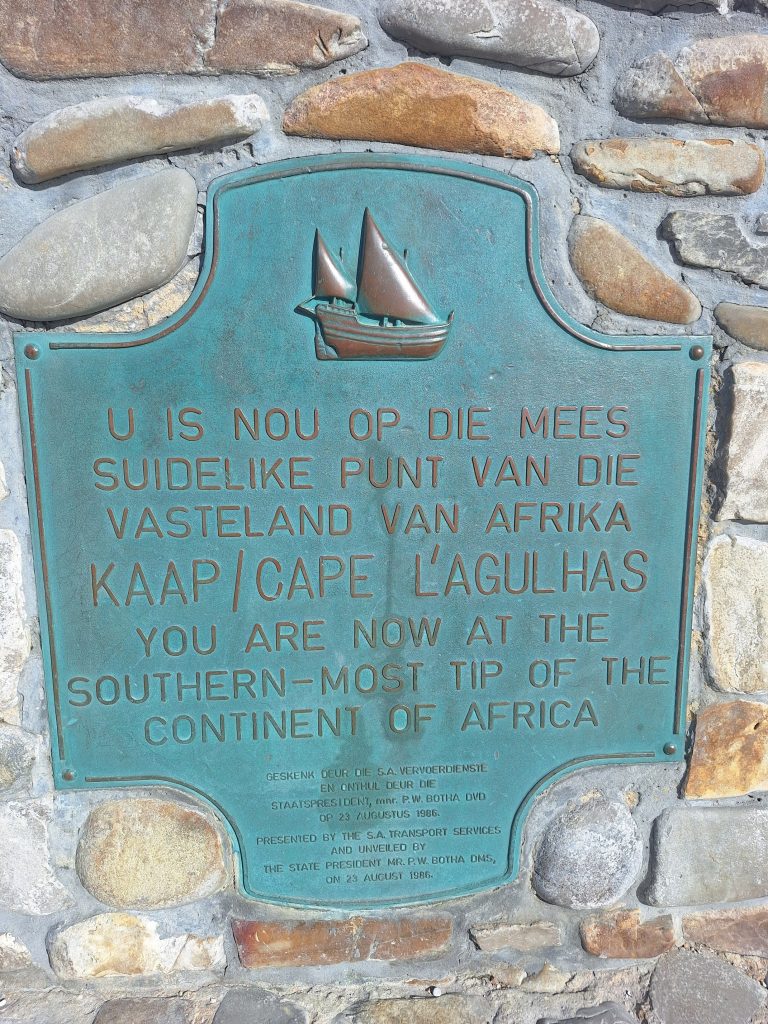 U IS NOU OP DIE MEES
SUIDELIKE PUNT VAN DIE
VASTELAND VAN AFRIKA
KAAP/CAPE L'AGULHAS
YOU ARE NOW AT THE
SOUTHERN-MOST TIP OF THE
CONTINENT OF AFRICA
GESKENK DEUR DIE S.A. VERVOERDIENSTE
EN ONTHUL DEUR DIE
STAATSPRESIDENT, mnr. P.W. BOTHA DVD
OP 23 AUGUSTUS 1986.
PRESENTED BY THE S.A. TRANSPORT SERVICES
AND UNVEILED BY
THE STATE PRESIDENT MR. P.W. BOTHA DMS,
ON 23 AUGUST 1986.